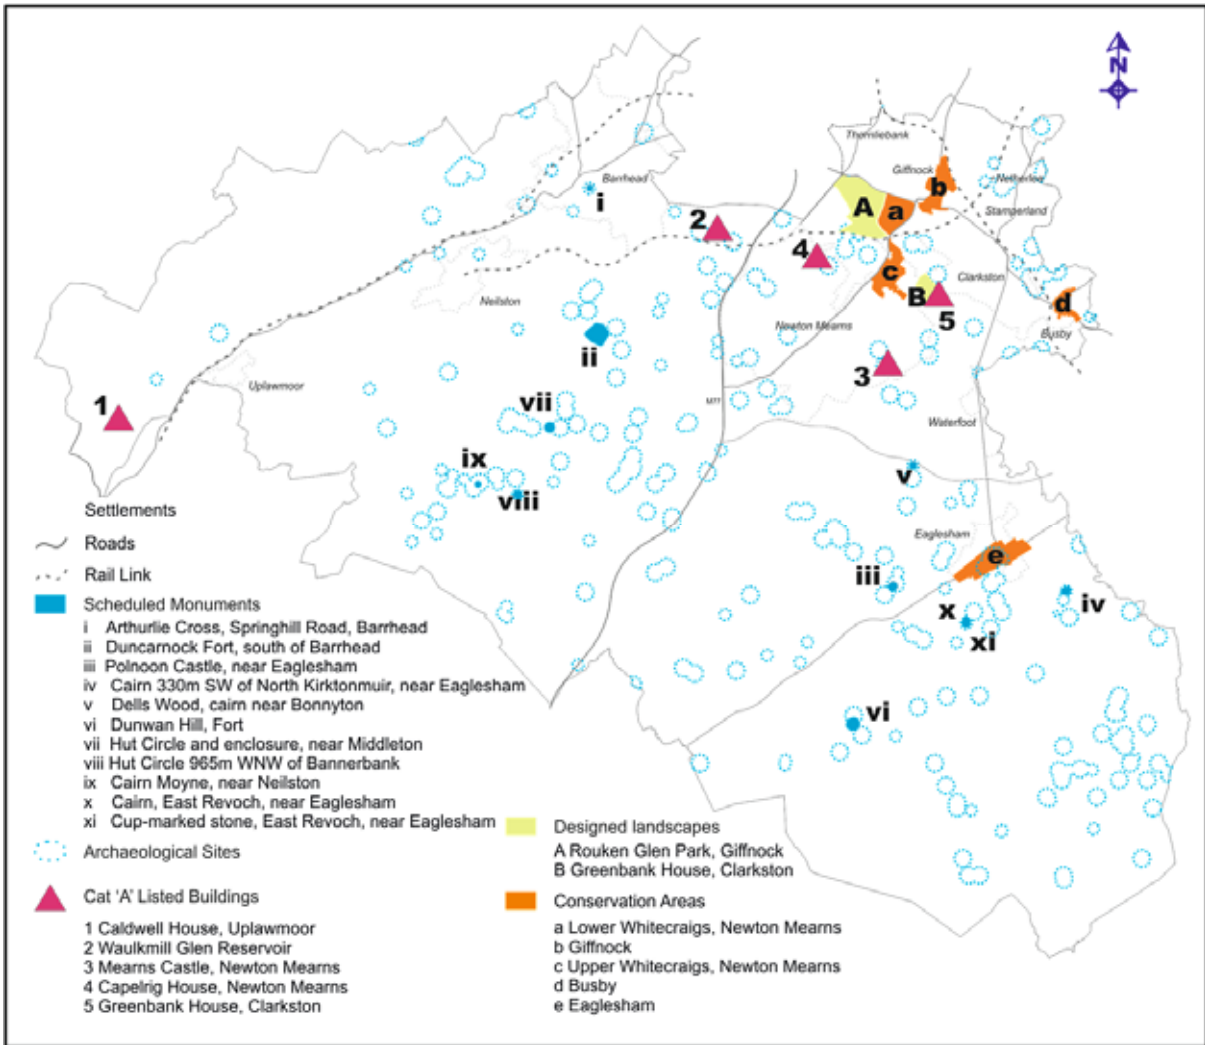 N
Thornliebank
Giffnock
b
Netherlee
Barrhead
i
A
a
Stamperland
2
4
c
Clarkston
B
5
d
Neilston
Newton Mearns
Busby
ii
3
Uplawmoor
1
vii
M77
Waterfoot
ix
viii
v
Eaglesham
e
iii
iv
x
xi
vi
Settlements
Roads
Rail Link
Scheduled Monuments
i Arthurlie Cross, Springhill Road, Barrhead
ii Duncarnock Fort, south of Barrhead
iii Polnoon Castle, near Eaglesham
iv Cairn 330m SW of North Kirktonmuir, near Eaglesham
v Dells Wood, cairn near Bonnyton
vi Dunwan Hill, Fort
vii Hut Circle and enclosure, near Middleton
viii Hut Circle 965m WNW of Bannerbank
ix Cairn Moyne, near Neilston
x Cairn, East Revoch, near Eaglesham
xi Cup-marked stone, East Revoch, near Eaglesham
Archaeological Sites
Cat 'A' Listed Buildings
1 Caldwell House, Uplawmoor
2 Waulkmill Glen Reservoir
3 Mearns Castle, Newton Mearns
4 Capelrig House, Newton Mearns
5 Greenbank House, Clarkston
Designed landscapes
A Rouken Glen Park, Giffnock
B Greenbank House, Clarkston
Conservation Areas
a Lower Whitecraigs, Newton Mearns
b Giffnock
c Upper Whitecraigs, Newton Mearns
d Busby
e Eaglesham